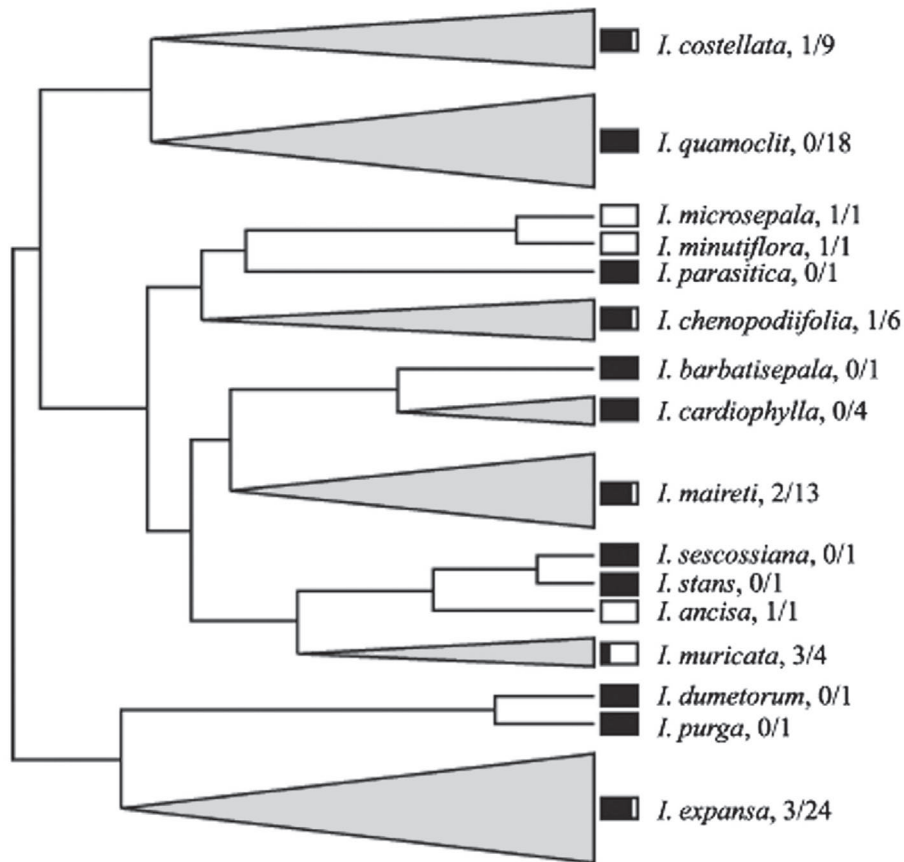 I. costellata, 1/9
I. quamoclit, 0/18
I. microsepala, 1/1
I. minutiflora, 1/1
I. parasitica, 0/1
I. chenopodiifolia, 1/6
I. barbatisepala, 0/1
I. cardiophylla, 0/4
I. maireti, 2/13
I. sescossiana, 0/1
I. stans, 0/1
I. ancisa, 1/1
I. muricata, 3/4
I. dumetorum, 0/1
I. purga, 0/1
I. expansa, 3/24